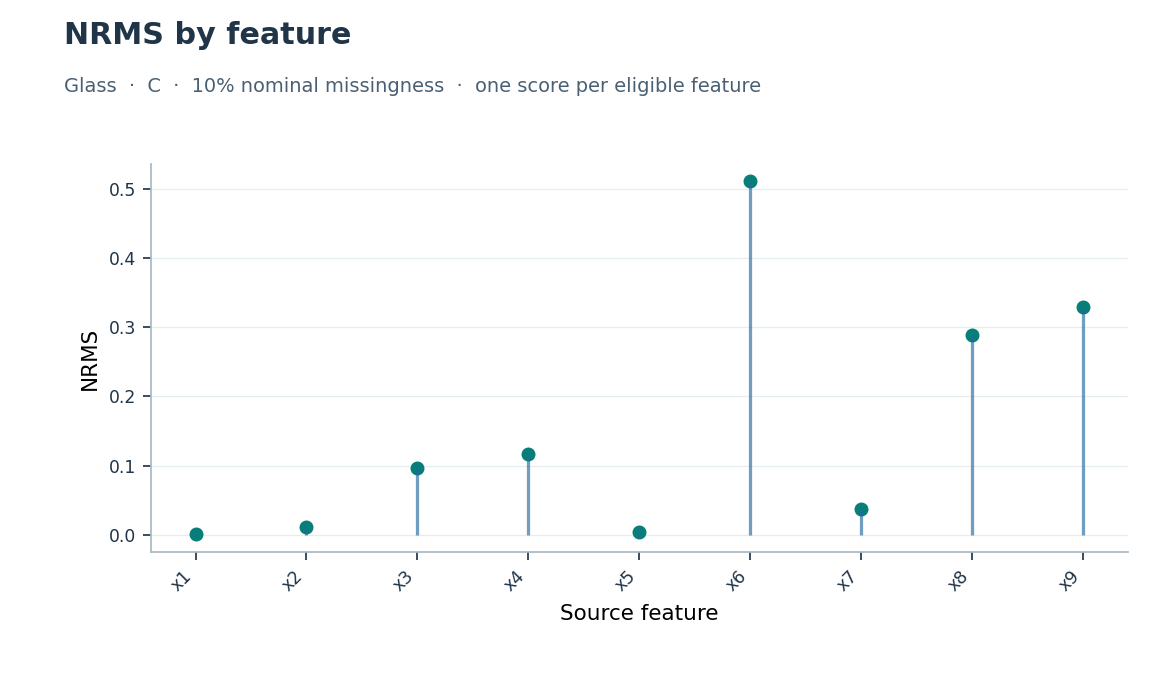 NRMS by feature
Glass · C · 10% nominal missingness · one score per eligible feature
0.5
0.4
0.3
0.2
0.1
0.0
NRMS
x1 x2 x3 x4 x5 x6 x7 x8 x9
Source feature